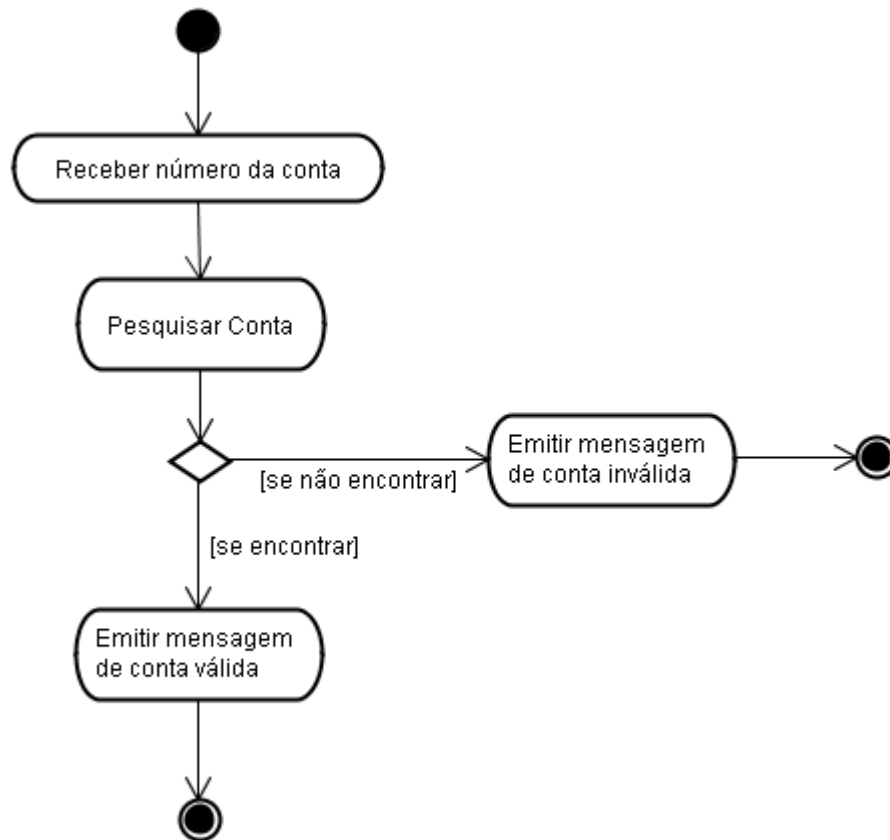 Receber número da conta
Pesquisar Conta
Emitir mensagem
de conta inválida
[se não encontrar]
[se encontrar]
Emitir mensagem
de conta válida